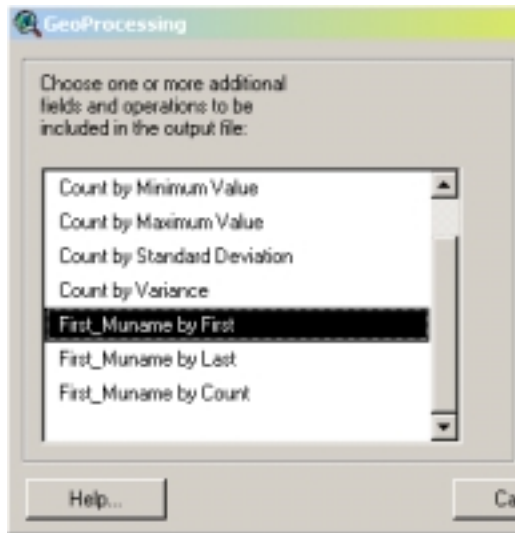 GeoProcessing
Choose one or more additional
fields and operations to be
included in the output file:
Count by Minimum Value
Count by Maximum Value
Count by Standard Deviation
Count by Variance
First_Muname by First
First_Muname by Last
First_Muname by Count
Help...
Ca